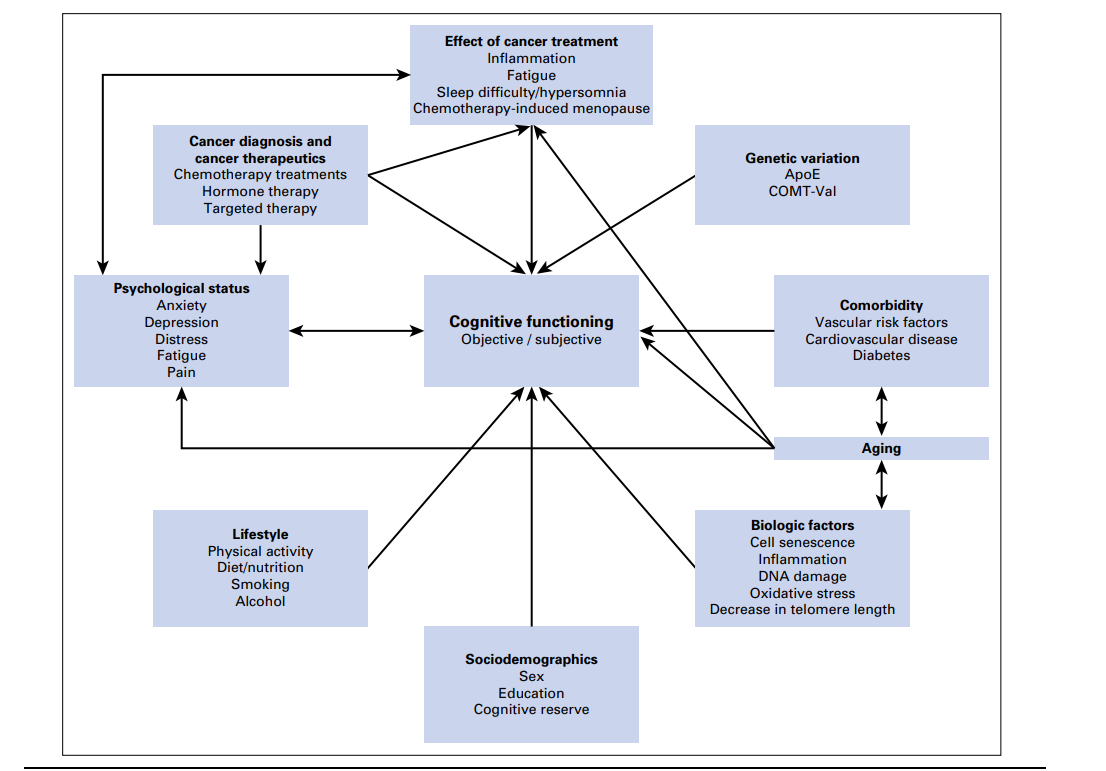 Effect of cancer treatment
Inflammation
Fatigue
Sleep difficulty/hypersomnia
Chemotherapy-induced menopause
Cancer diagnosis and
cancer therapeutics
Chemotherapy treatments
Hormone therapy
Targeted therapy
Genetic variation
ApoE
COMT-Val
Psychological status
Anxiety
Depression
Distress
Fatigue
Pain
Cognitive functioning
Objective / subjective
Comorbidity
Vascular risk factors
Cardiovascular disease
Diabetes
Aging
Lifestyle
Physical activity
Diet/nutrition
Smoking
Alcohol
Biologic factors
Cell senescence
Inflammation
DNA damage
Oxidative stress
Decrease in telomere length
Sociodemographics
Sex
Education
Cognitive reserve